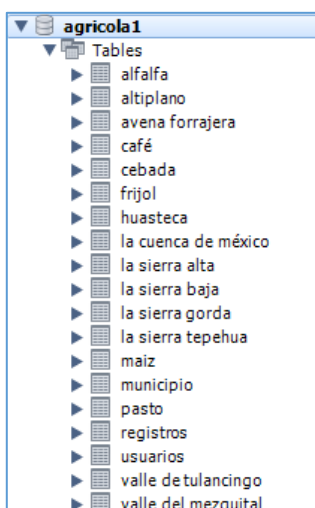 agricola1
Tables
alfalfa
altiplano
avena forrajera
café
cebada
frijol
huasteca
la cuenca de méxico
la sierra alta
la sierra baja
la sierra gorda
la sierra tepehua
maiz
municipio
pasto
registros
usuarios
valle de tulancingo
valle del mezquital